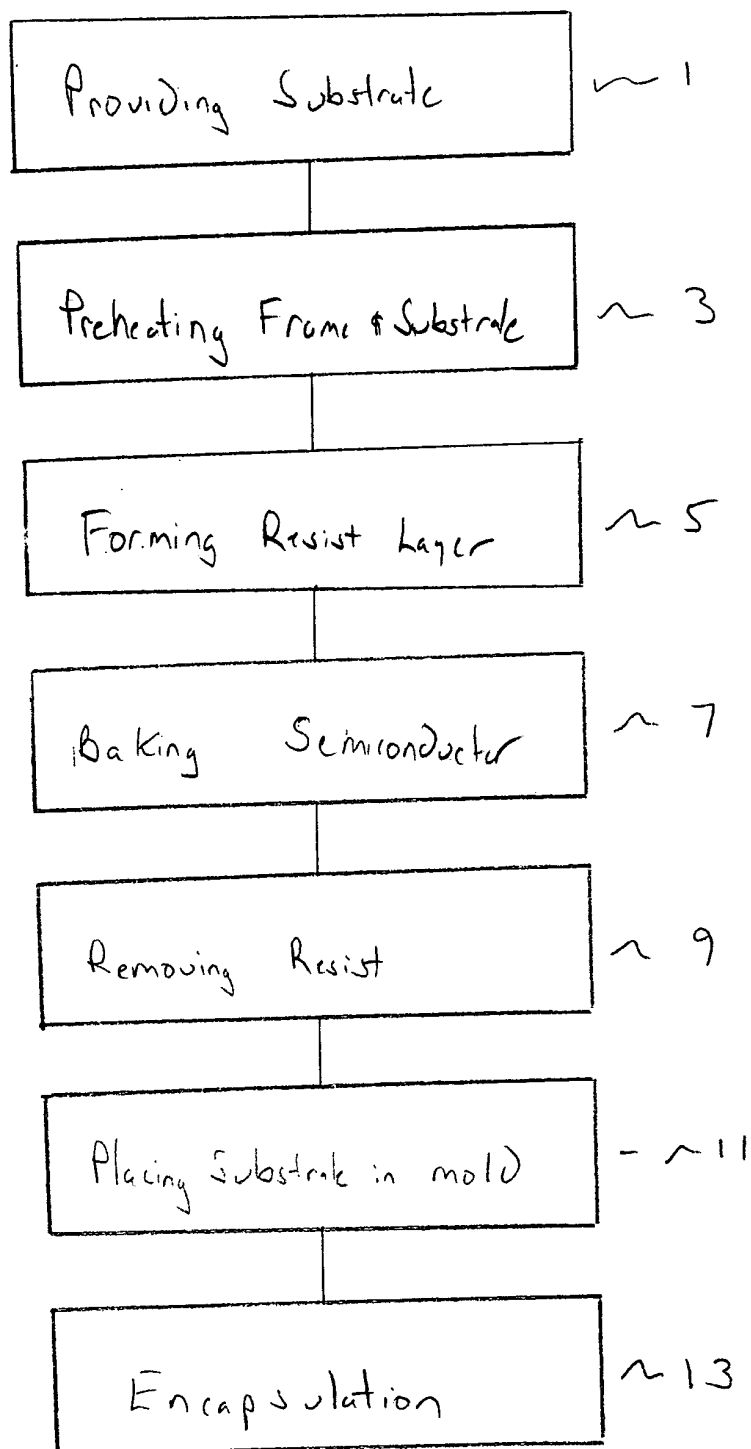 Providing Substrate ~ 1
Preheating Frame & Substrate ~ 3
Forming Resist Layer ~ 5
Baking Semiconductor ~ 7
Removing Resist ~ 9
Placing Substrate in mold - ~ 11
Encapsulation ~ 13